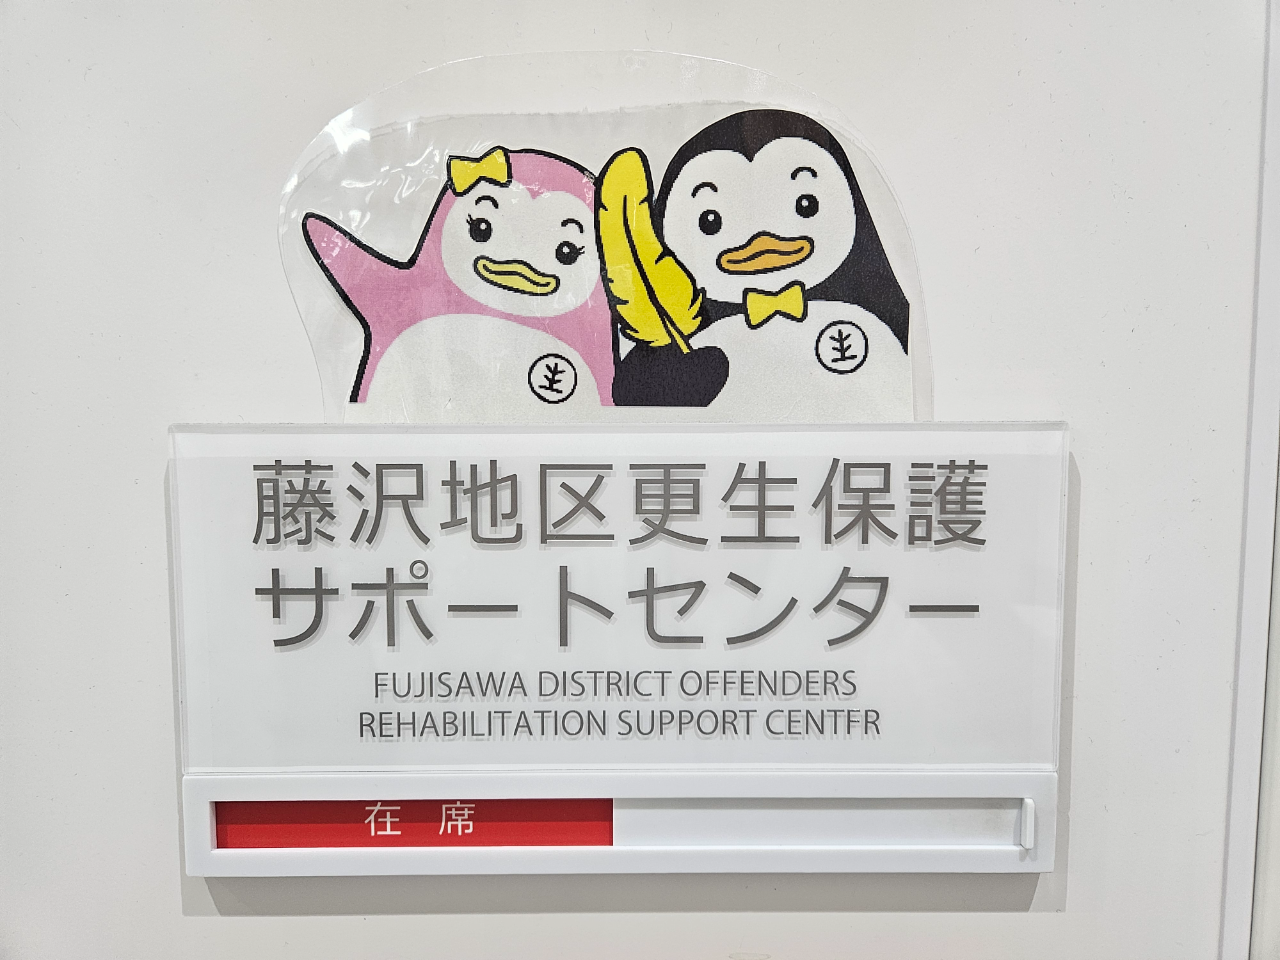 藤沢地区更生保護
サポートセンター
FUJISAWA DISTRICT OFFENDERS
REHABILITATION SUPPORT CENTER
在席